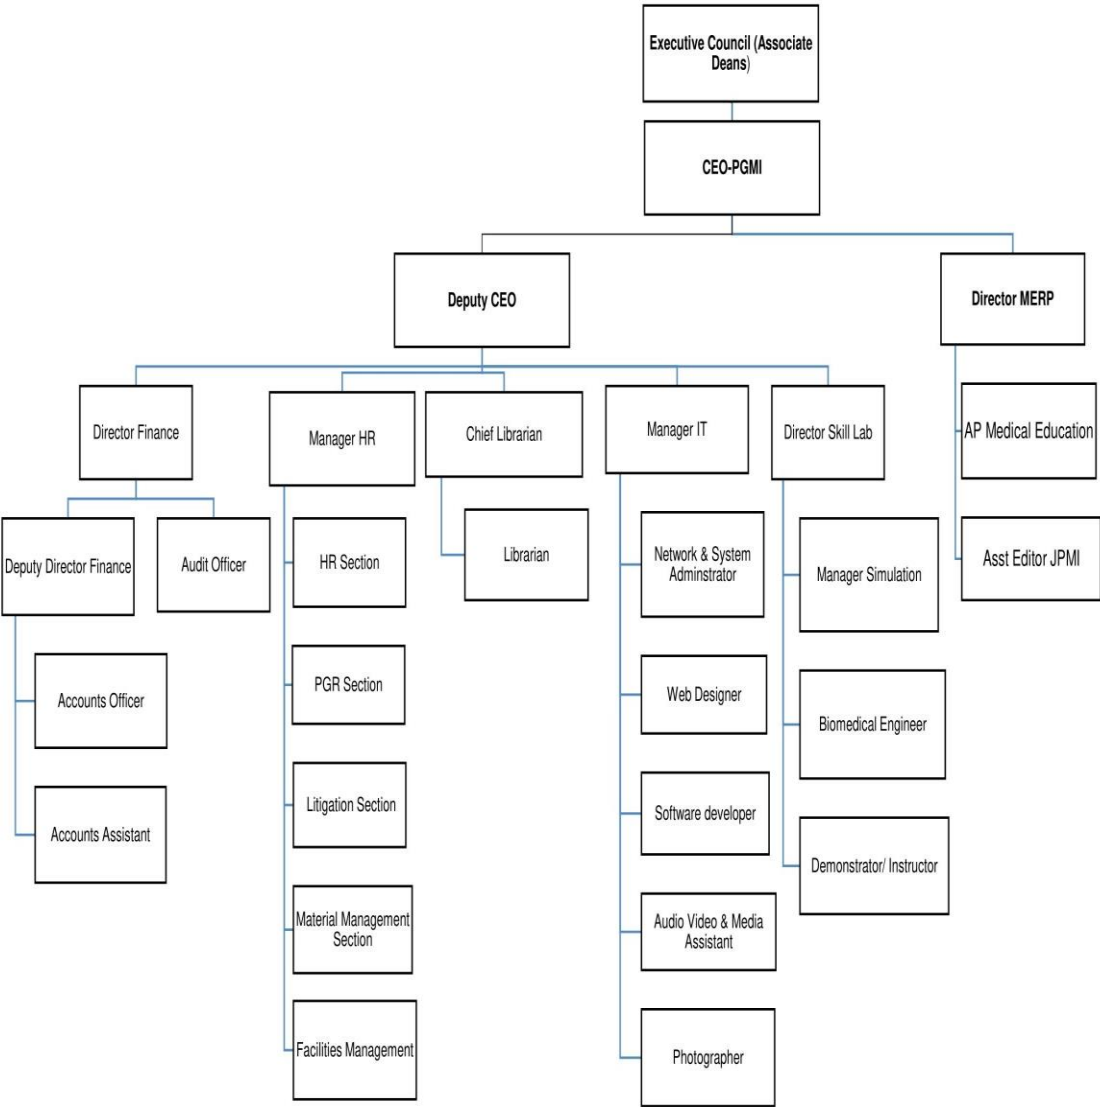 Executive Council (Associate
Deans)
CEO-PGMI
Deputy CEO
Director MERP
Director Finance
Manager HR
Chief Librarian
Manager IT
Director Skill Lab
AP Medical Education
Deputy Director Finance
Audit Officer
HR Section
Librarian
Network & System
Adminstrator
Manager Simulation
Asst Editor JPMI
Accounts Officer
PGR Section
Web Designer
Biomedical Engineer
Accounts Assistant
Litigation Section
Software developer
Demonstrator/ Instructor
Material Management
Section
Audio Video & Media
Assistant
Facilities Management
Photographer